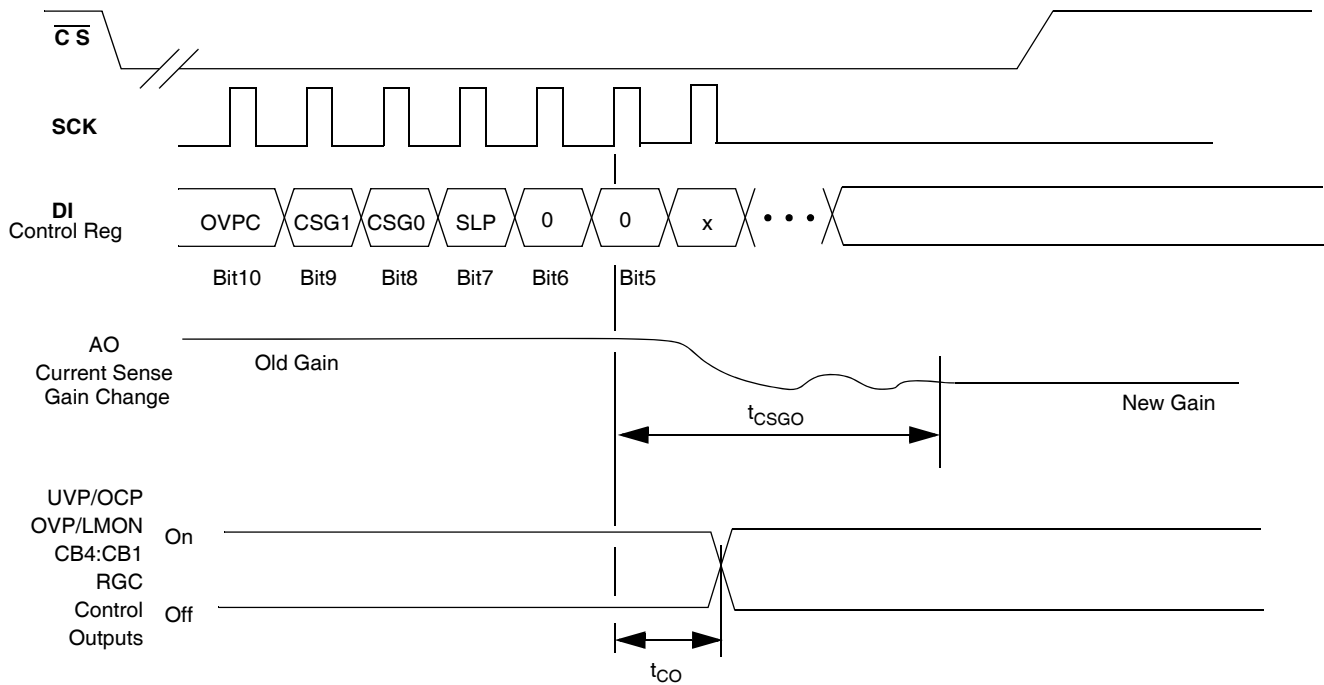 C S
SCK
DI
Control Reg
OVPC CSG1 CSG0 SLP 0 0 x • • •
Bit10 Bit9 Bit8 Bit7 Bit6 Bit5
AO
Current Sense
Gain Change
Old Gain
New Gain
tCSGO
UVP/OCP
OVP/LMON
CB4:CB1
RGC
Control
Outputs
On
Off
tCO